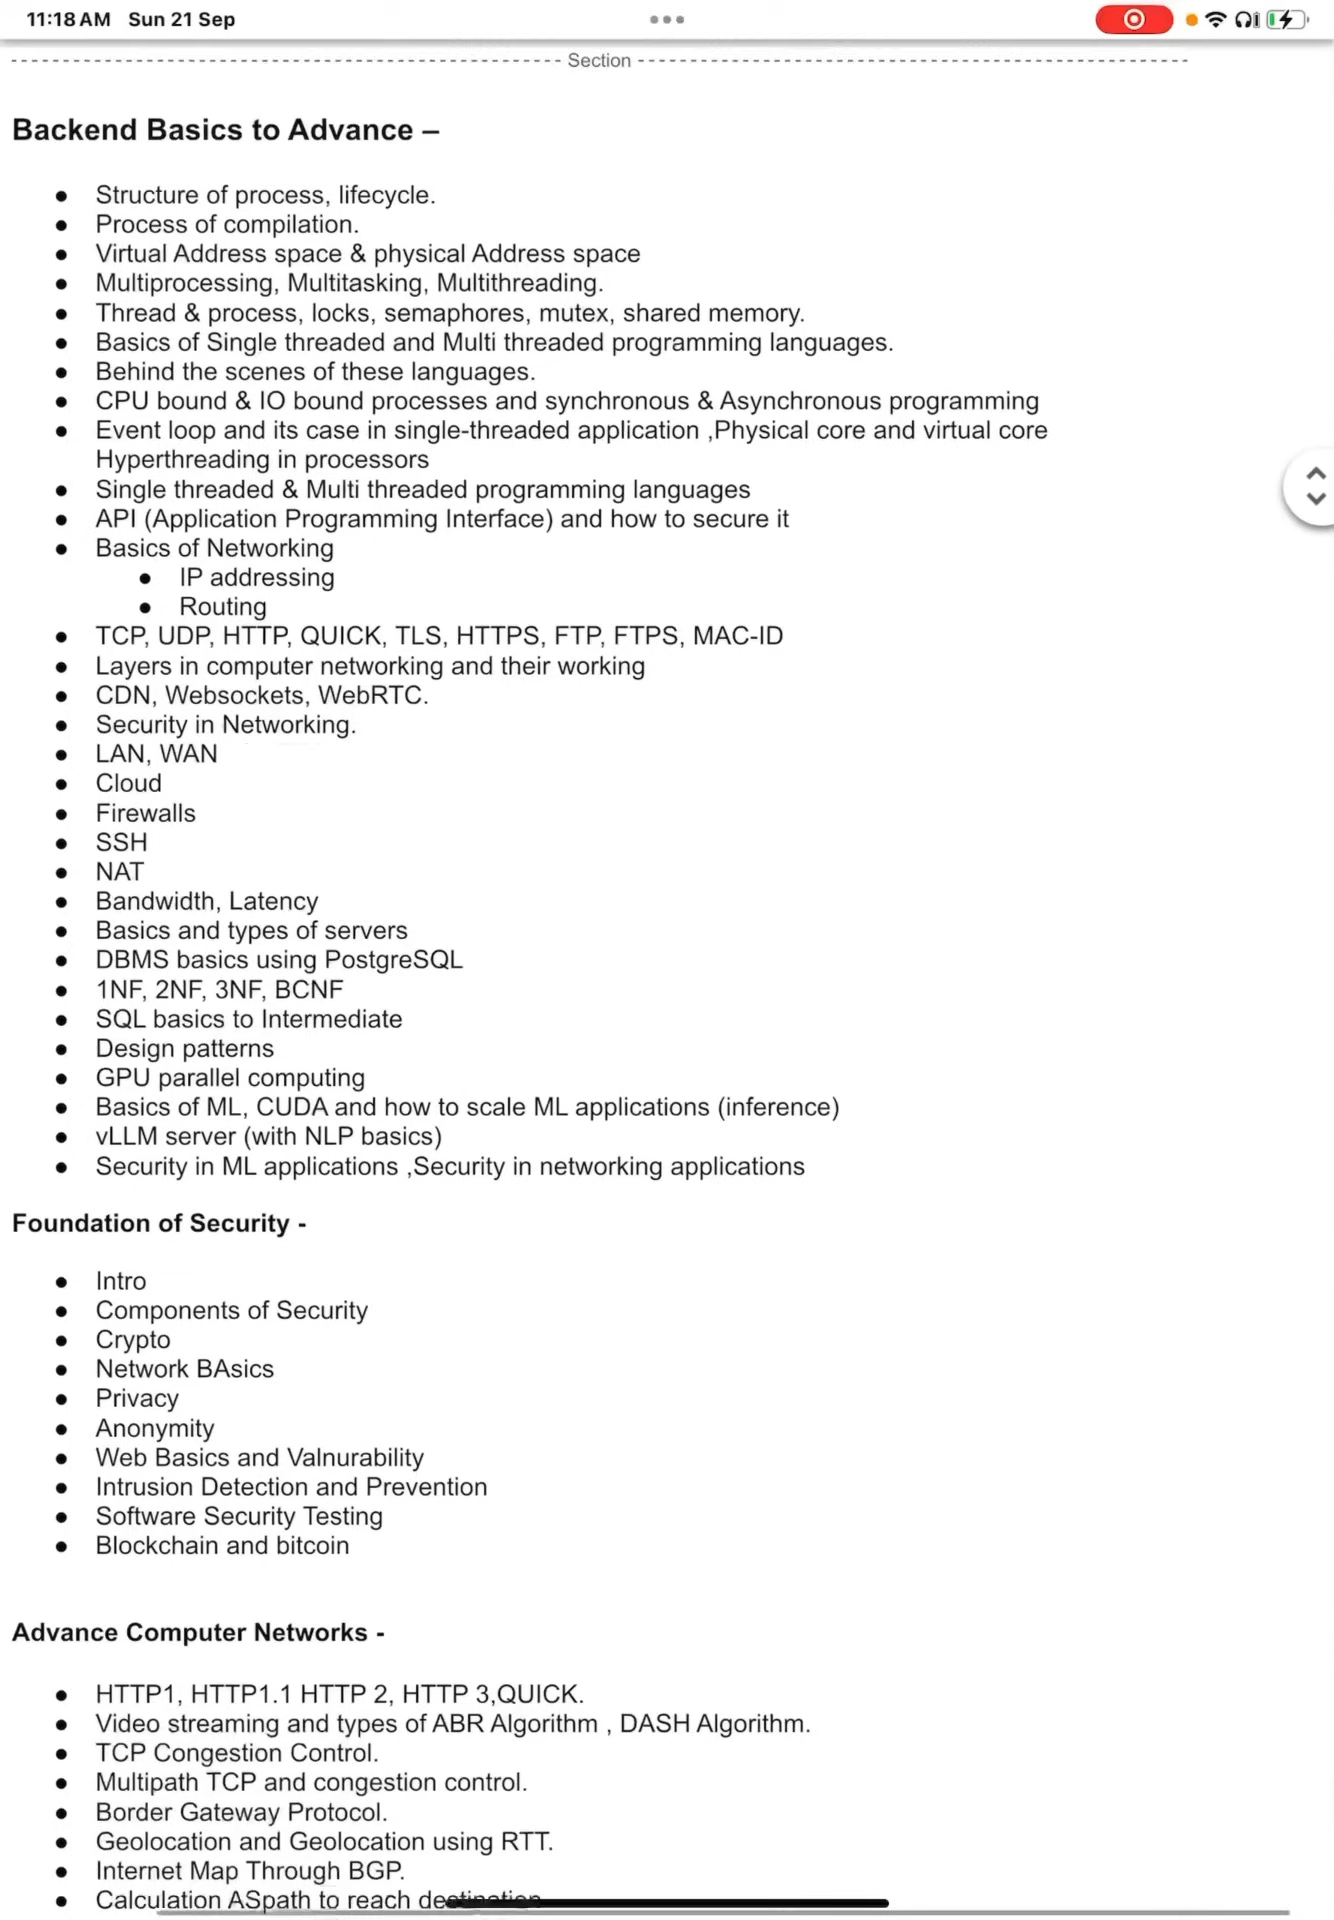 11:18 AM Sun 21 Sep
Section
Backend Basics to Advance –
Structure of process, lifecycle.
Process of compilation.
Virtual Address space & physical Address space
Multiprocessing, Multitasking, Multithreading.
Thread & process, locks, semaphores, mutex, shared memory.
Basics of Single threaded and Multi threaded programming languages.
Behind the scenes of these languages.
CPU bound & IO bound processes and synchronous & Asynchronous programming
Event loop and its case in single-threaded application ,Physical core and virtual core
Hyperthreading in processors
Single threaded & Multi threaded programming languages
API (Application Programming Interface) and how to secure it
Basics of Networking
IP addressing
Routing
TCP, UDP, HTTP, QUICK, TLS, HTTPS, FTP, FTPS, MAC-ID
Layers in computer networking and their working
CDN, Websockets, WebRTC.
Security in Networking.
LAN, WAN
Cloud
Firewalls
SSH
NAT
Bandwidth, Latency
Basics and types of servers
DBMS basics using PostgreSQL
1NF, 2NF, 3NF, BCNF
SQL basics to Intermediate
Design patterns
GPU parallel computing
Basics of ML, CUDA and how to scale ML applications (inference)
vLLM server (with NLP basics)
Security in ML applications ,Security in networking applications
Foundation of Security -
Intro
Components of Security
Crypto
Network BAsics
Privacy
Anonymity
Web Basics and Valnurability
Intrusion Detection and Prevention
Software Security Testing
Blockchain and bitcoin
Advance Computer Networks -
HTTP1, HTTP1.1 HTTP 2, HTTP 3,QUICK.
Video streaming and types of ABR Algorithm , DASH Algorithm.
TCP Congestion Control.
Multipath TCP and congestion control.
Border Gateway Protocol.
Geolocation and Geolocation using RTT.
Internet Map Through BGP.
Calculation ASpath to reach destination